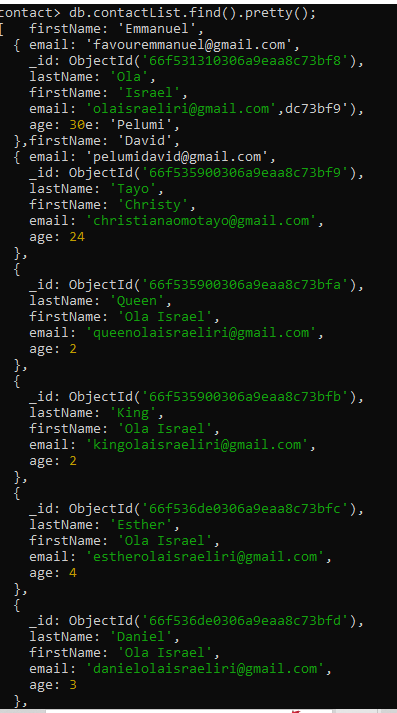 contact> db.contactList.find().pretty();
[   firstName: 'Emmanuel',
  { email: 'favouremmanuel@gmail.com',
    _id: ObjectId('66f531310306a9eaa8c73bf8'),
    lastName: 'Ola',
    firstName: 'Israel',
    email: 'olaisraeliri@gmail.com',dc73bf9'),
    age: 30e: 'Pelumi',
  },firstName: 'David',
  { email: 'pelumidavid@gmail.com',
    _id: ObjectId('66f535900306a9eaa8c73bf9'),
    lastName: 'Tayo',
    firstName: 'Christy',
    email: 'christianaomotayo@gmail.com',
    age: 24
  },
  {
    _id: ObjectId('66f535900306a9eaa8c73bfa'),
    lastName: 'Queen',
    firstName: 'Ola Israel',
    email: 'queenolaisraeliri@gmail.com',
    age: 2
  },
  {
    _id: ObjectId('66f535900306a9eaa8c73bfb'),
    lastName: 'King',
    firstName: 'Ola Israel',
    email: 'kingolaisraeliri@gmail.com',
    age: 2
  },
  {
    _id: ObjectId('66f536de0306a9eaa8c73bfc'),
    lastName: 'Esther',
    firstName: 'Ola Israel',
    email: 'estherolaisraeliri@gmail.com',
    age: 4
  },
  {
    _id: ObjectId('66f536de0306a9eaa8c73bfd'),
    lastName: 'Daniel',
    firstName: 'Ola Israel',
    email: 'danielolaisraeliri@gmail.com',
    age: 3
  },